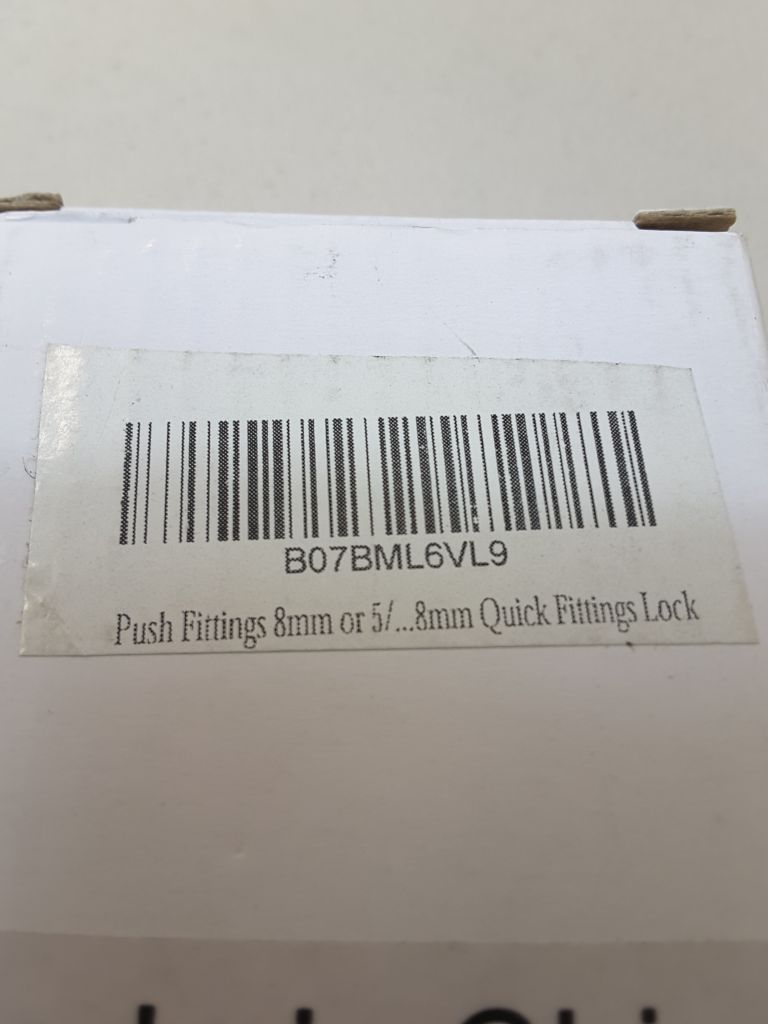 B07BML6VL9
Push Fittings 8mm or 5/...8mm Quick Fittings Lock